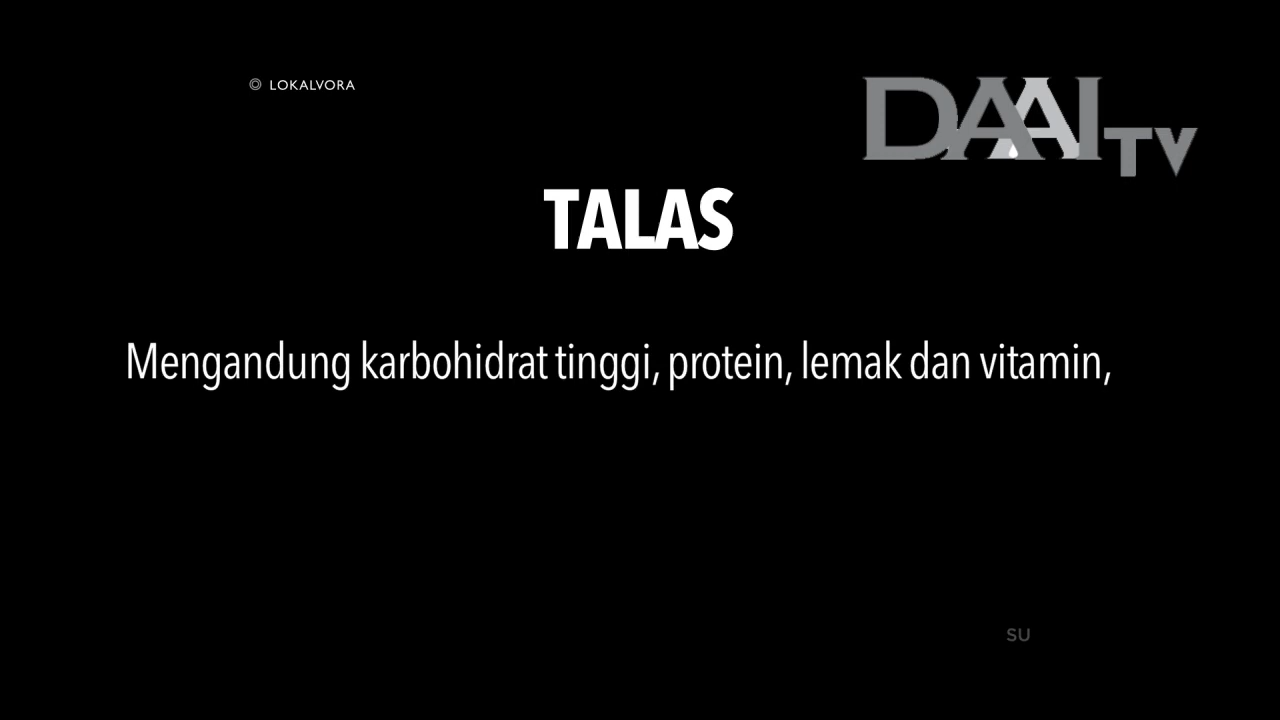 © LOKALVORA
DAAI TV
TALAS
Mengandung karbohidrat tinggi, protein, lemak dan vitamin,
SU